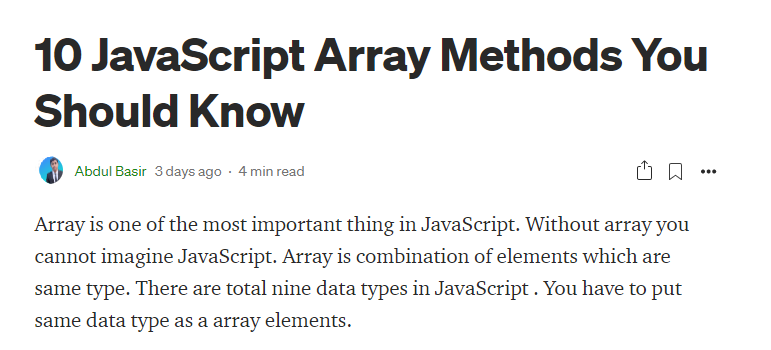 10 JavaScript Array Methods You
Should Know
Abdul Basir 3 days ago · 4 min read
Array is one of the most important thing in JavaScript. Without array you
cannot imagine JavaScript. Array is combination of elements which are
same type. There are total nine data types in JavaScript . You have to put
same data type as a array elements.